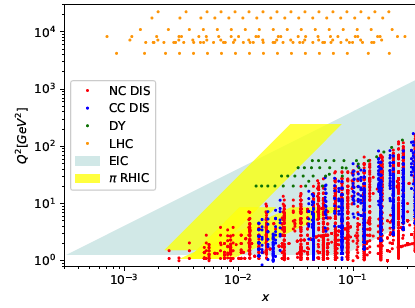 10⁴
10³
10²
10¹
10⁰
Q²[GeV²]
NC DIS
CC DIS
DY
LHC
EIC
π RHIC
10⁻³
10⁻²
10⁻¹
x